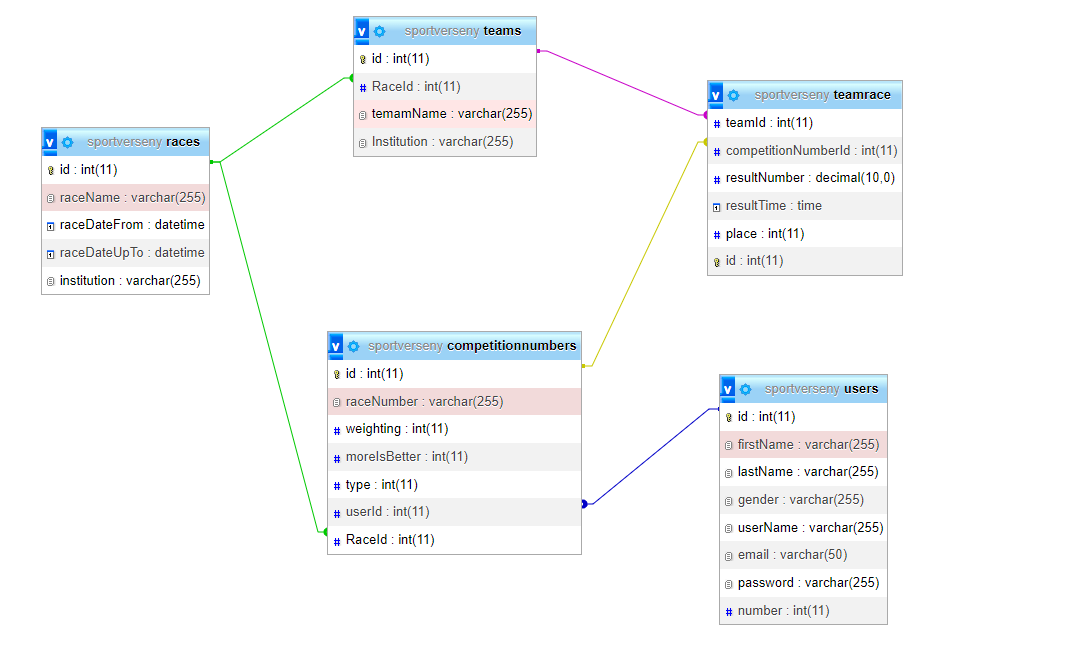 v sportverseny teams
id : int(11)
RaceId : int(11)
temamName : varchar(255)
Institution : varchar(255)
v sportverseny teamrace
teamId : int(11)
competitionNumberId : int(11)
resultNumber : decimal(10,0)
resultTime : time
place : int(11)
id : int(11)
v sportverseny races
id : int(11)
raceName : varchar(255)
raceDateFrom : datetime
raceDateUpTo : datetime
institution : varchar(255)
v sportverseny competitionnumbers
id : int(11)
raceNumber : varchar(255)
weighting : int(11)
moreIsBetter : int(11)
type : int(11)
userId : int(11)
RaceId : int(11)
v sportverseny users
id : int(11)
firstName : varchar(255)
lastName : varchar(255)
gender : varchar(255)
userName : varchar(255)
email : varchar(50)
password : varchar(255)
number : int(11)